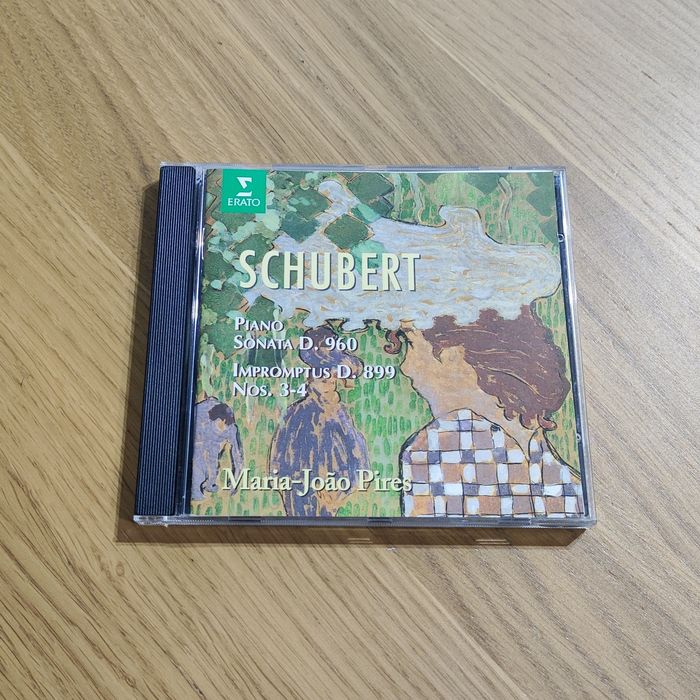 Σ
ERATO
SCHUBERT
PIANO
SONATA D. 960
IMPROMPTUS D. 899
NOS. 3-4
Maria-João Pires